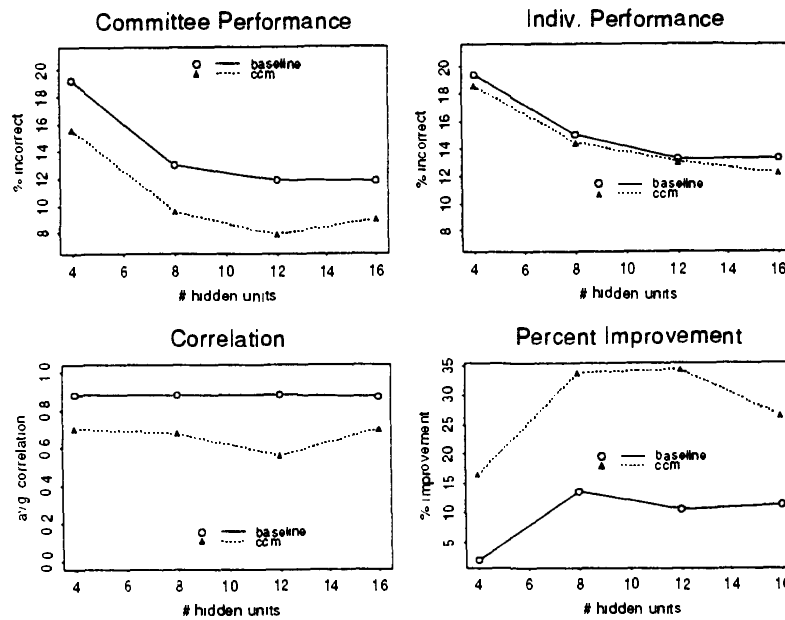 Committee Performance
baseline
ccm
% incorrect
20
18
16
14
12
10
8
4 6 8 10 12 14 16
# hidden units
Indiv. Performance
% incorrect
20
18
16
14
12
10
8
baseline
ccm
4 6 8 10 12 14 16
# hidden units
Correlation
avg correlation
1 0
0 8
0 6
0 4
0 2
0 0
baseline
ccm
4 6 8 10 12 14 16
# hidden units
Percent Improvement
% improvement
35
25
15
5
baseline
ccm
4 6 8 10 12 14 16
# hidden units